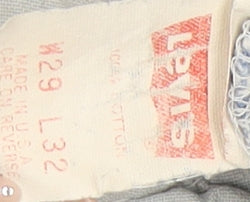 LEVI'S
100% COTTON
W29 L32
MADE IN U.S.A.
CARE ON REVERSE